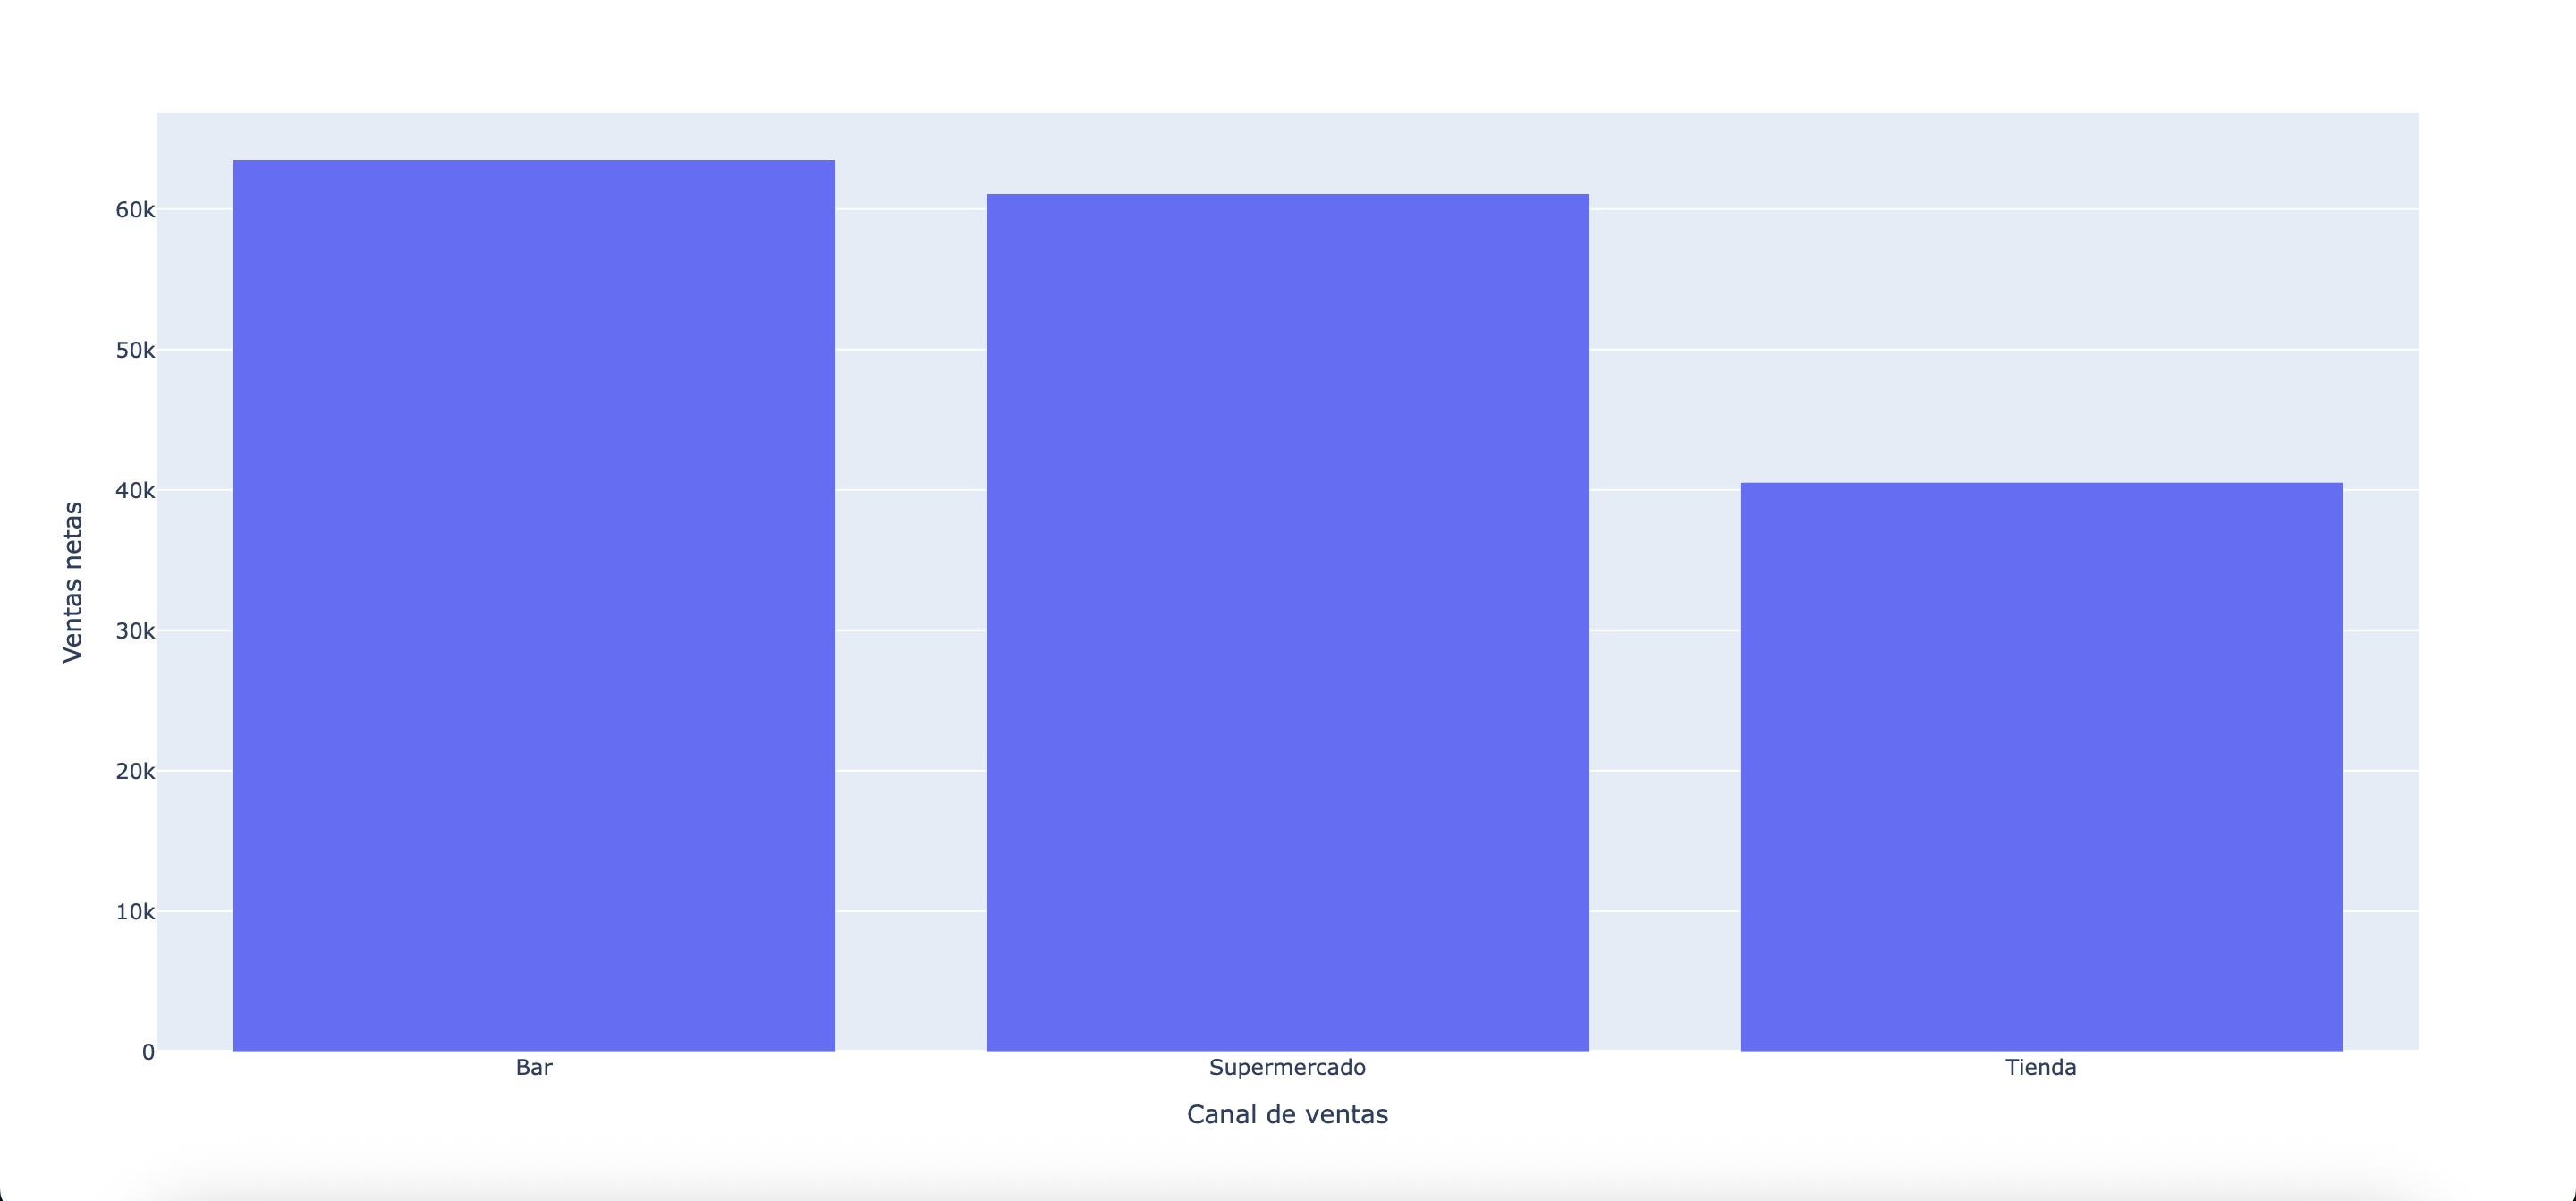 60k
50k
40k
30k
20k
10k
0
Ventas netas
Bar
Supermercado
Tienda
Canal de ventas